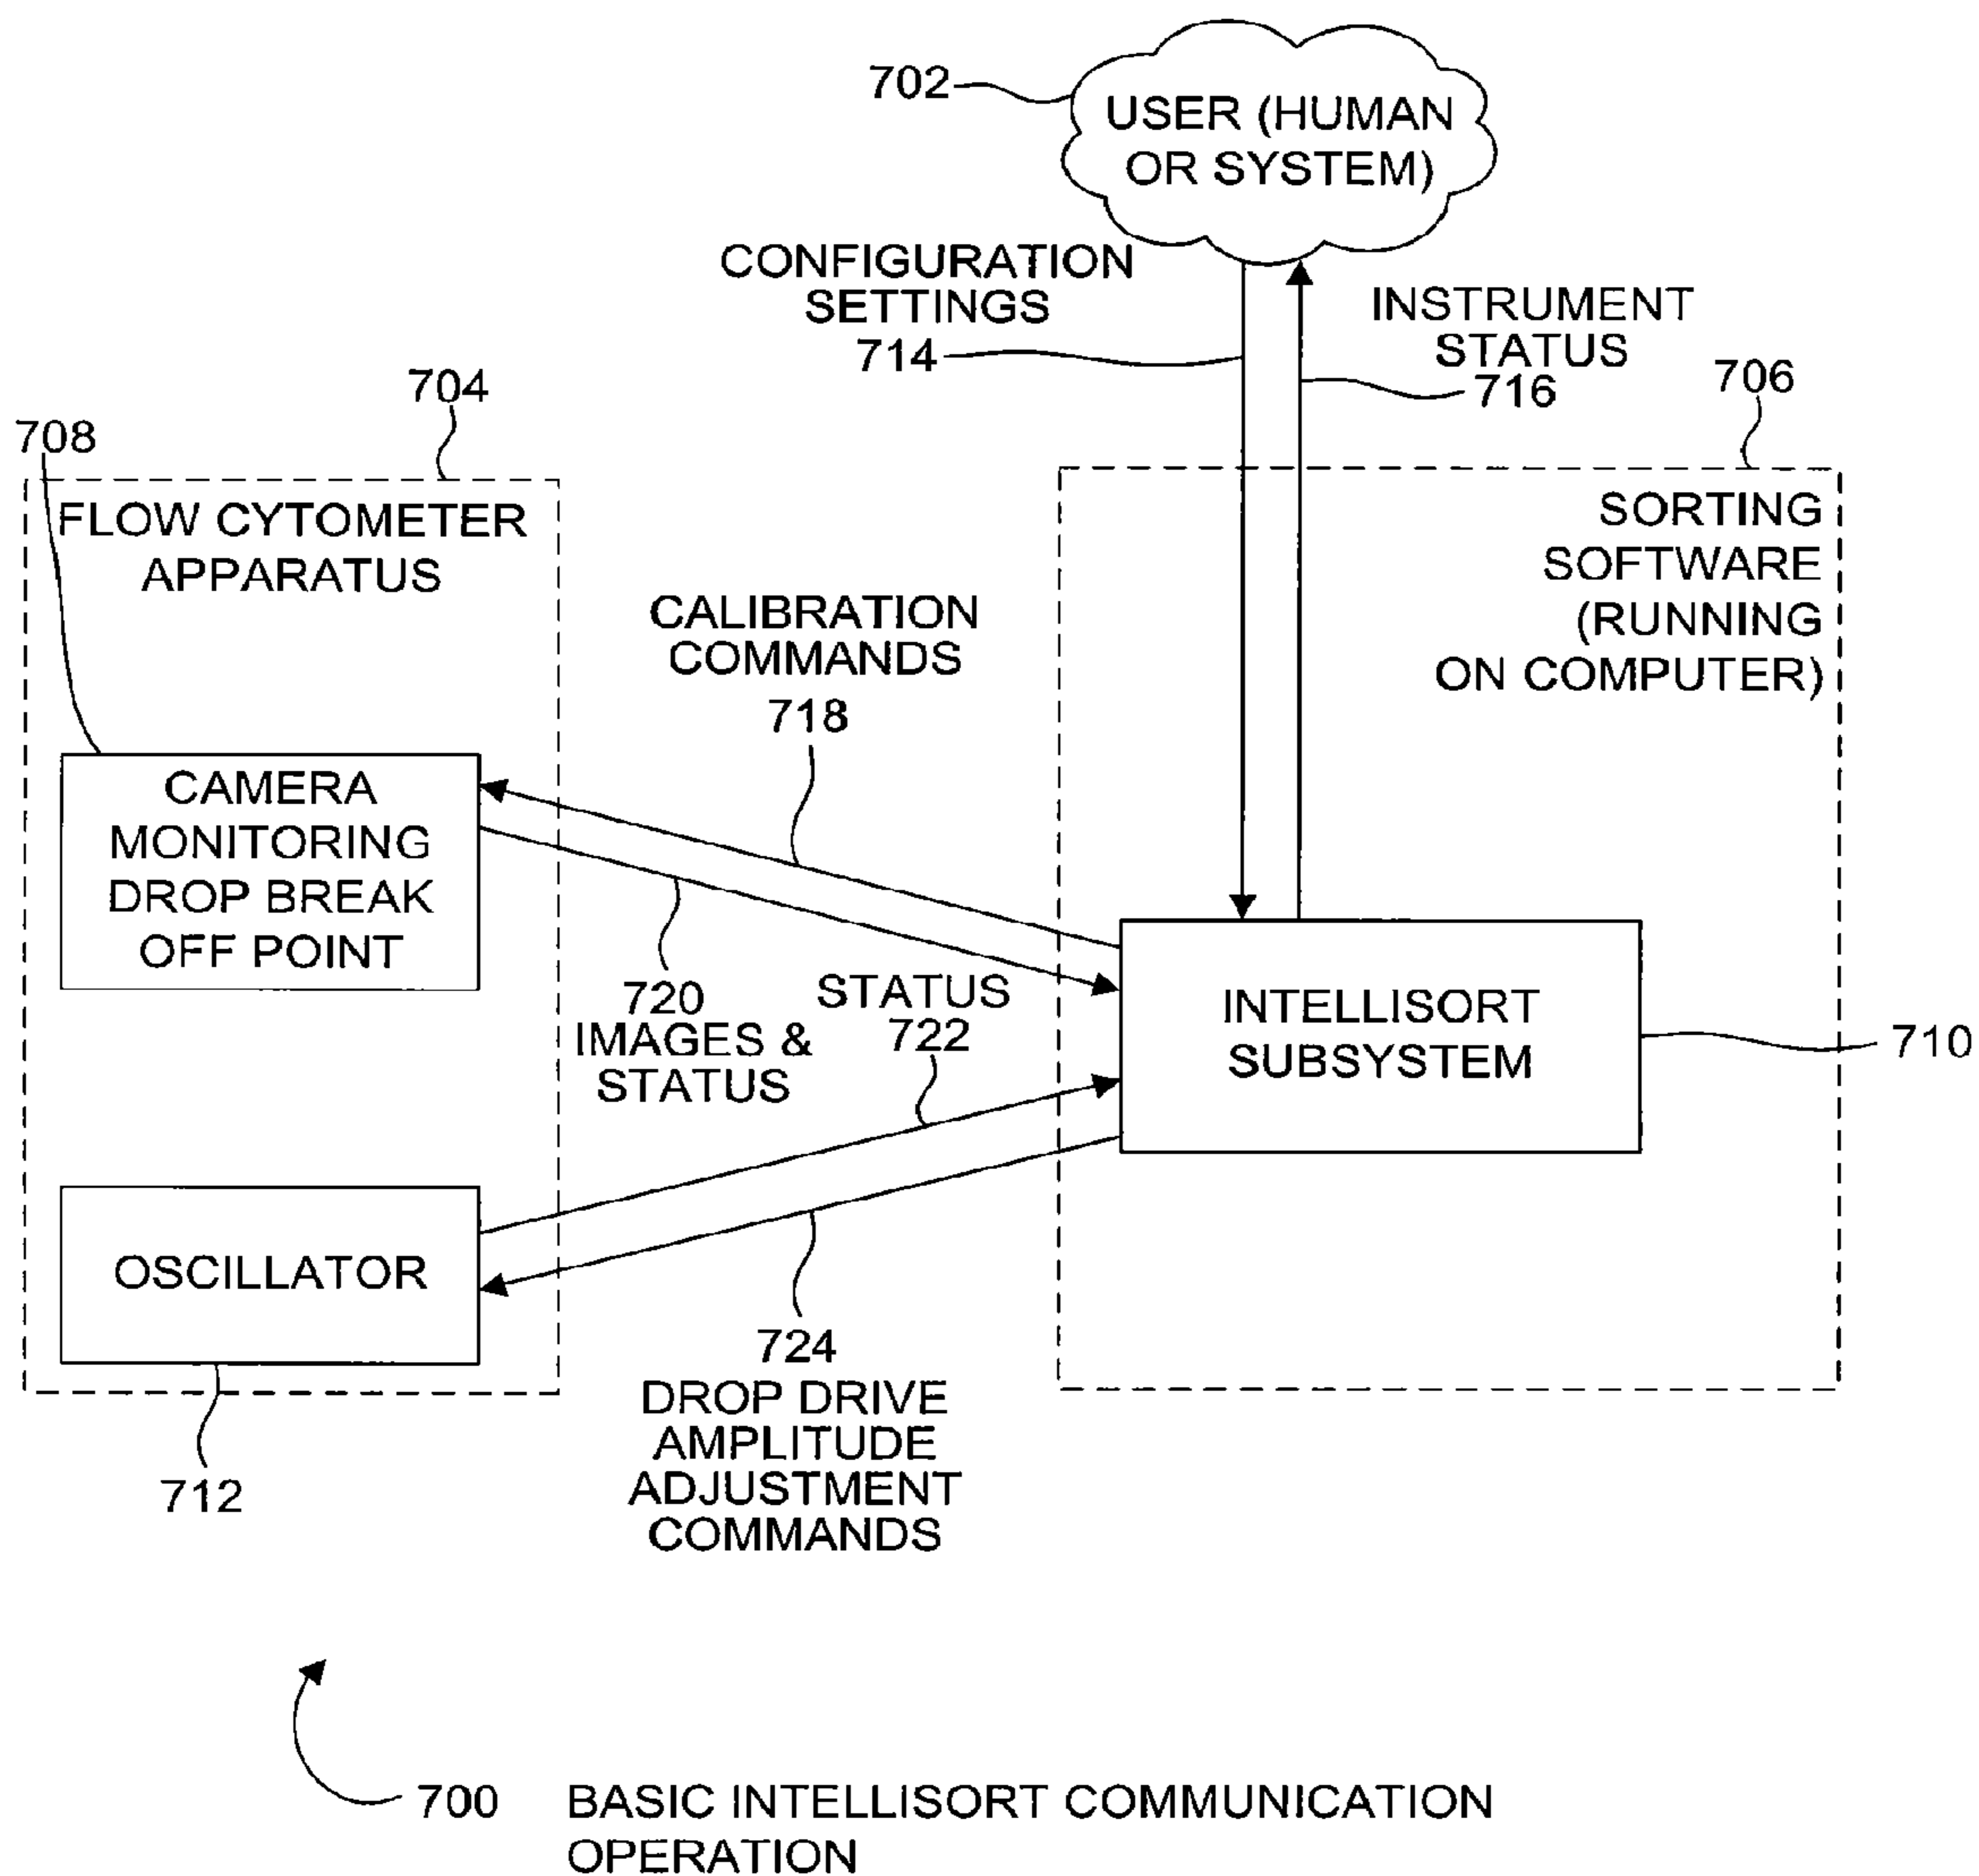 702
USER (HUMAN
OR SYSTEM)
CONFIGURATION
SETTINGS
714
INSTRUMENT
STATUS
716
704
706
708
FLOW CYTOMETER
APPARATUS
SORTING
SOFTWARE
(RUNNING
ON COMPUTER)
CALIBRATION
COMMANDS
718
CAMERA
MONITORING
DROP BREAK
OFF POINT
720
IMAGES &
STATUS
STATUS
722
INTELLISORT
SUBSYSTEM
710
OSCILLATOR
712
724
DROP DRIVE
AMPLITUDE
ADJUSTMENT
COMMANDS
700
BASIC INTELLISORT COMMUNICATION
OPERATION